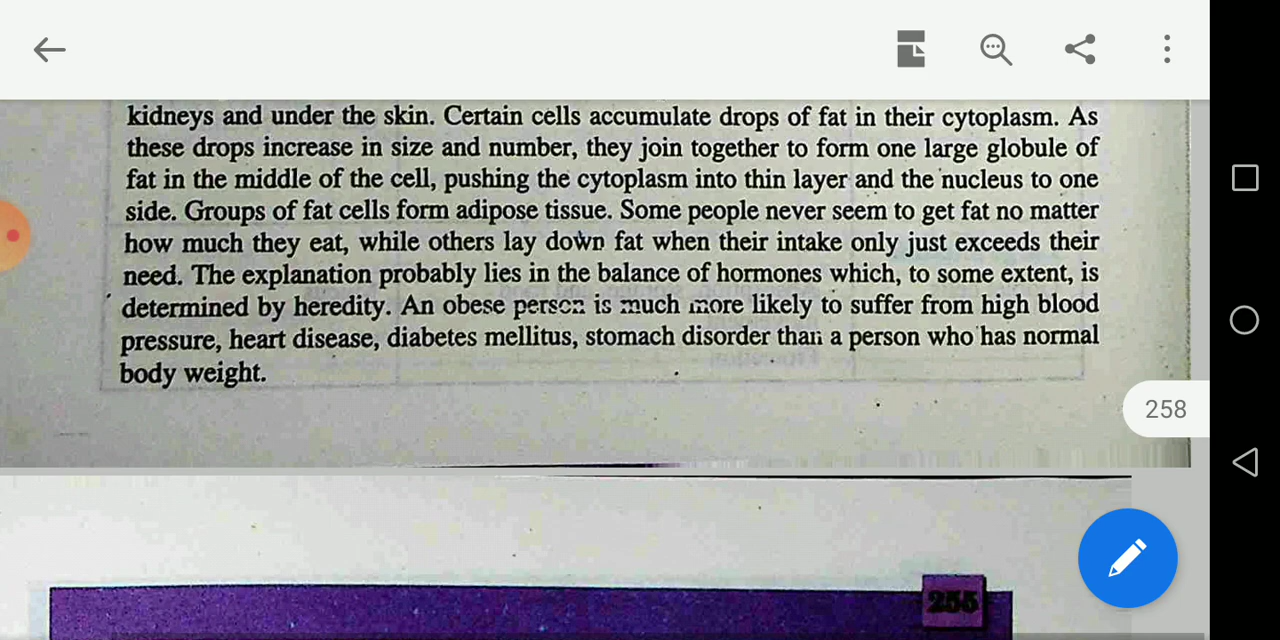 kidneys and under the skin. Certain cells accumulate drops of fat in their cytoplasm. As
these drops increase in size and number, they join together to form one large globule of
fat in the middle of the cell, pushing the cytoplasm into thin layer and the nucleus to one
side. Groups of fat cells form adipose tissue. Some people never seem to get fat no matter
how much they eat, while others lay down fat when their intake only just exceeds their
need. The explanation probably lies in the balance of hormones which, to some extent, is
determined by heredity. An obese person is much more likely to suffer from high blood
pressure, heart disease, diabetes mellitus, stomach disorder than a person who has normal
body weight.
258
255